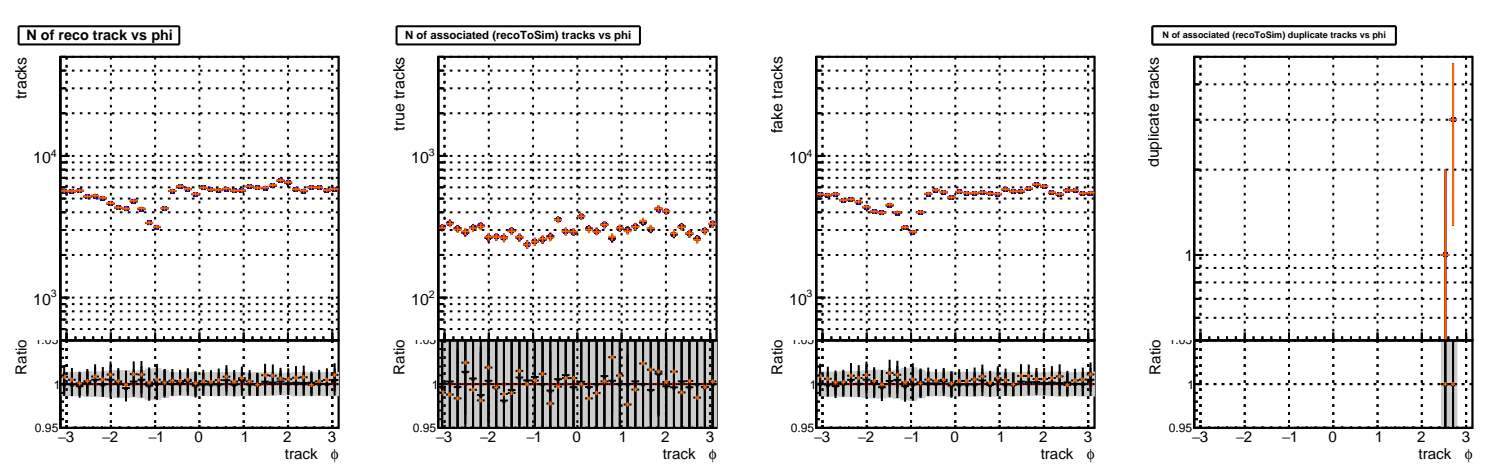 N of reco track vs phi
tracks
10⁴
10³
Ratio
1
0.95
−3 −2 −1 0 1 2 3
track ϕ
N of associated (recoToSim) tracks vs phi
true tracks
10³
10²
Ratio
1
0.95
−3 −2 −1 0 1 2 3
track ϕ
fake tracks
10⁴
10³
Ratio
1
0.95
−3 −2 −1 0 1 2 3
track ϕ
N of associated (recoToSim) duplicate tracks vs phi
duplicate tracks
1
Ratio
1
0.95
−3 −2 −1 0 1 2 3
track ϕ